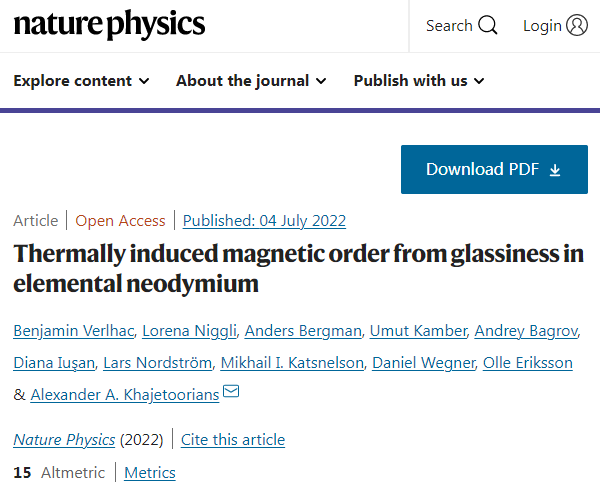 nature physics
Search Login
Explore content About the journal Publish with us
Download PDF
Article | Open Access | Published: 04 July 2022
Thermally induced magnetic order from glassiness in
elemental neodymium
Benjamin Verlhac, Lorena Niggli, Anders Bergman, Umut Kamber, Andrey Bagrov,
Diana Iuşan, Lars Nordström, Mikhail I. Katsnelson, Daniel Wegner, Olle Eriksson
& Alexander A. Khajetoorians
Nature Physics (2022) | Cite this article
15 Altmetric | Metrics